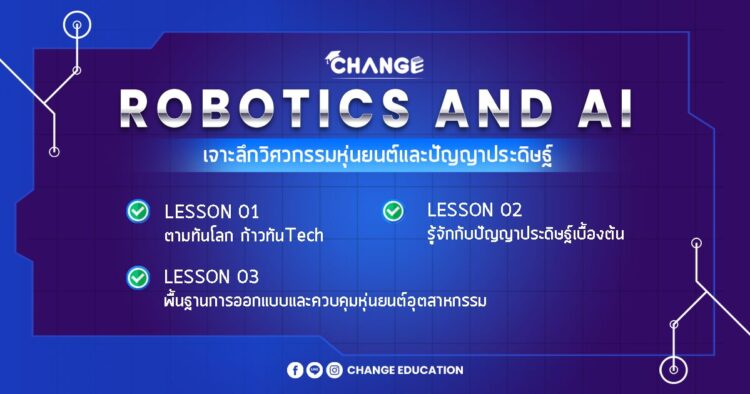 CHANGE
ROBOTICS AND AI
เจาะลึกวิศวกรรมหุ่นยนต์และปัญญาประดิษฐ์
LESSON 01
ตามทันโลก ก้าวทันTech
LESSON 02
รู้จักกับปัญญาประดิษฐ์เบื้องต้น
LESSON 03
พื้นฐานการออกแบบและควบคุมหุ่นยนต์อุตสาหกรรม
CHANGE EDUCATION